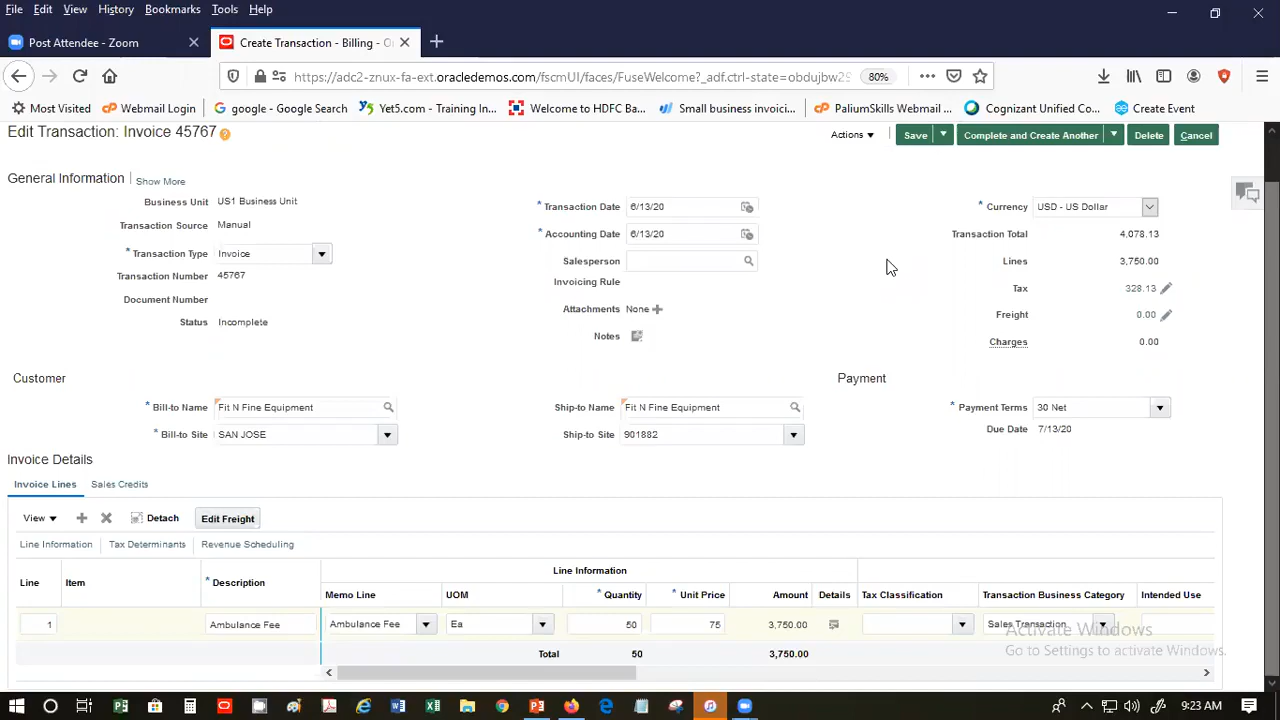 File Edit View History Bookmarks Tools Help
Post Attendee - Zoom
Create Transaction - Billing - O
https://adc2-znux-fa-ext.oracledemos.com/fscmUI/faces/FuseWelcome?_adf.ctrl-state=obdujbw29 80%
Most Visited Webmail Login google - Google Search Yet5.com - Training In... Welcome to HDFC Ba... Small business invoici... PaliumSkills Webmail ... Cognizant Unified Co... Create Event
Edit Transaction: Invoice 45767 Actions Save Complete and Create Another Delete Cancel
General Information Show More
Business Unit US1 Business Unit
Transaction Source Manual
* Transaction Type Invoice
Transaction Number 45767
Document Number
Status Incomplete
* Transaction Date 6/13/20
* Accounting Date 6/13/20
Salesperson
Invoicing Rule
Attachments None
Notes
* Currency USD - US Dollar
Transaction Total 4,078.13
Lines 3,750.00
Tax 328.13
Freight 0.00
Charges 0.00
Customer
* Bill-to Name Fit N Fine Equipment
* Bill-to Site SAN JOSE
Ship-to Name Fit N Fine Equipment
Ship-to Site 901882
Payment
* Payment Terms 30 Net
Due Date 7/13/20
Invoice Details
Invoice Lines Sales Credits
View Detach Edit Freight
Line Information Tax Determinants Revenue Scheduling
Line Information
Line Item * Description Memo Line UOM * Quantity * Unit Price Amount Details Tax Classification Transaction Business Category Intended Use
1 Ambulance Fee Ambulance Fee Ea 50 75 3,750.00 Sales Transaction
Total 50 3,750.00
Activate Windows
Go to Settings to activate Windows.
9:23 AM